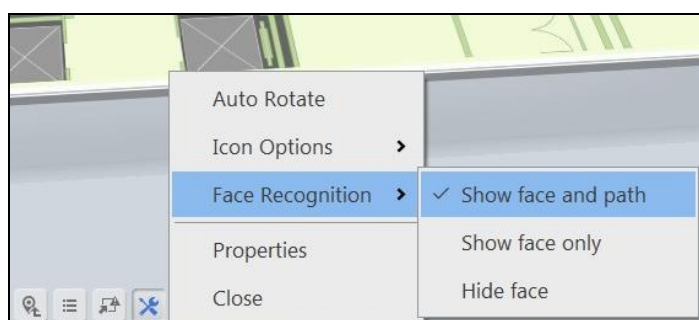 Auto Rotate
Icon Options
Face Recognition
Show face and path
Show face only
Hide face
Properties
Close